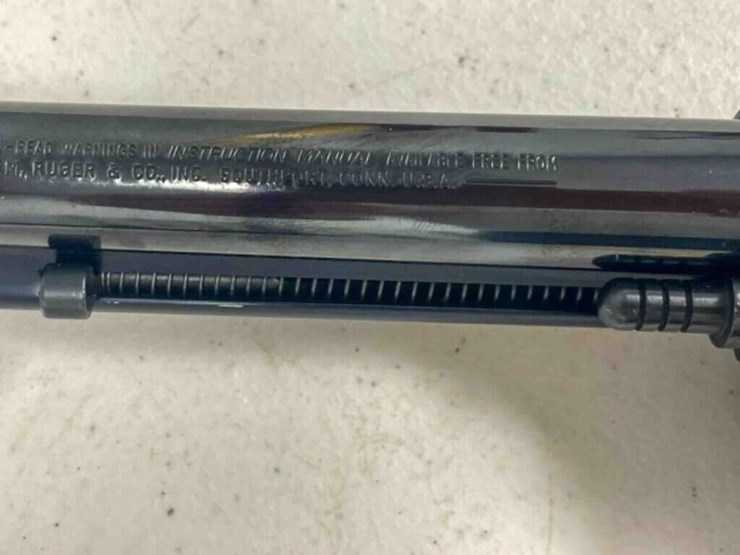 -READ WARNINGS IN INSTRUCTION MANUAL AVAILABLE FREE FROM
RUGER & CO., INC. SOUTHPORT, CONN. U.S.A.